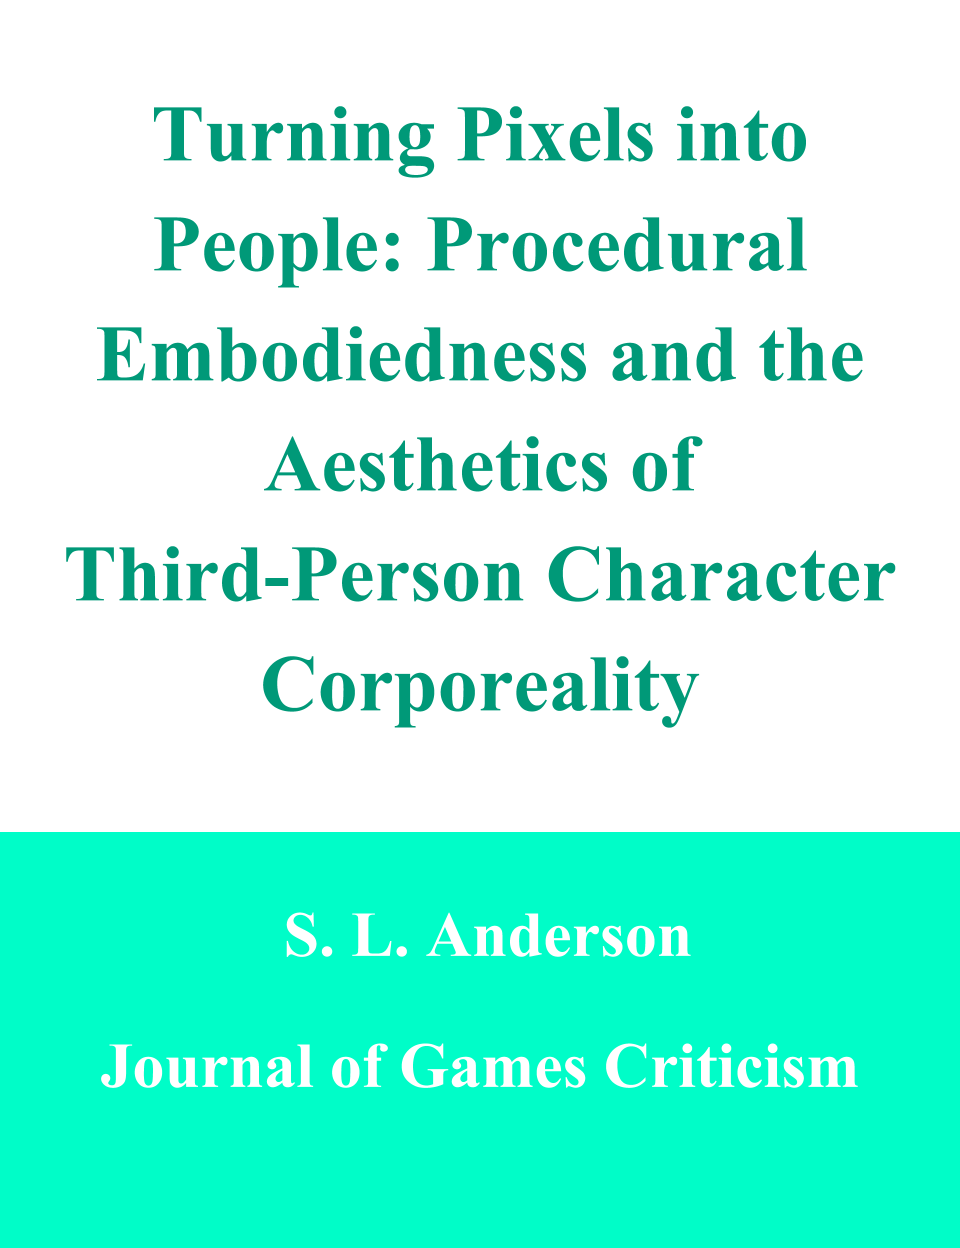 Turning Pixels into
People: Procedural
Embodiedness and the
Aesthetics of
Third-Person Character
Corporeality
S. L. Anderson
Journal of Games Criticism